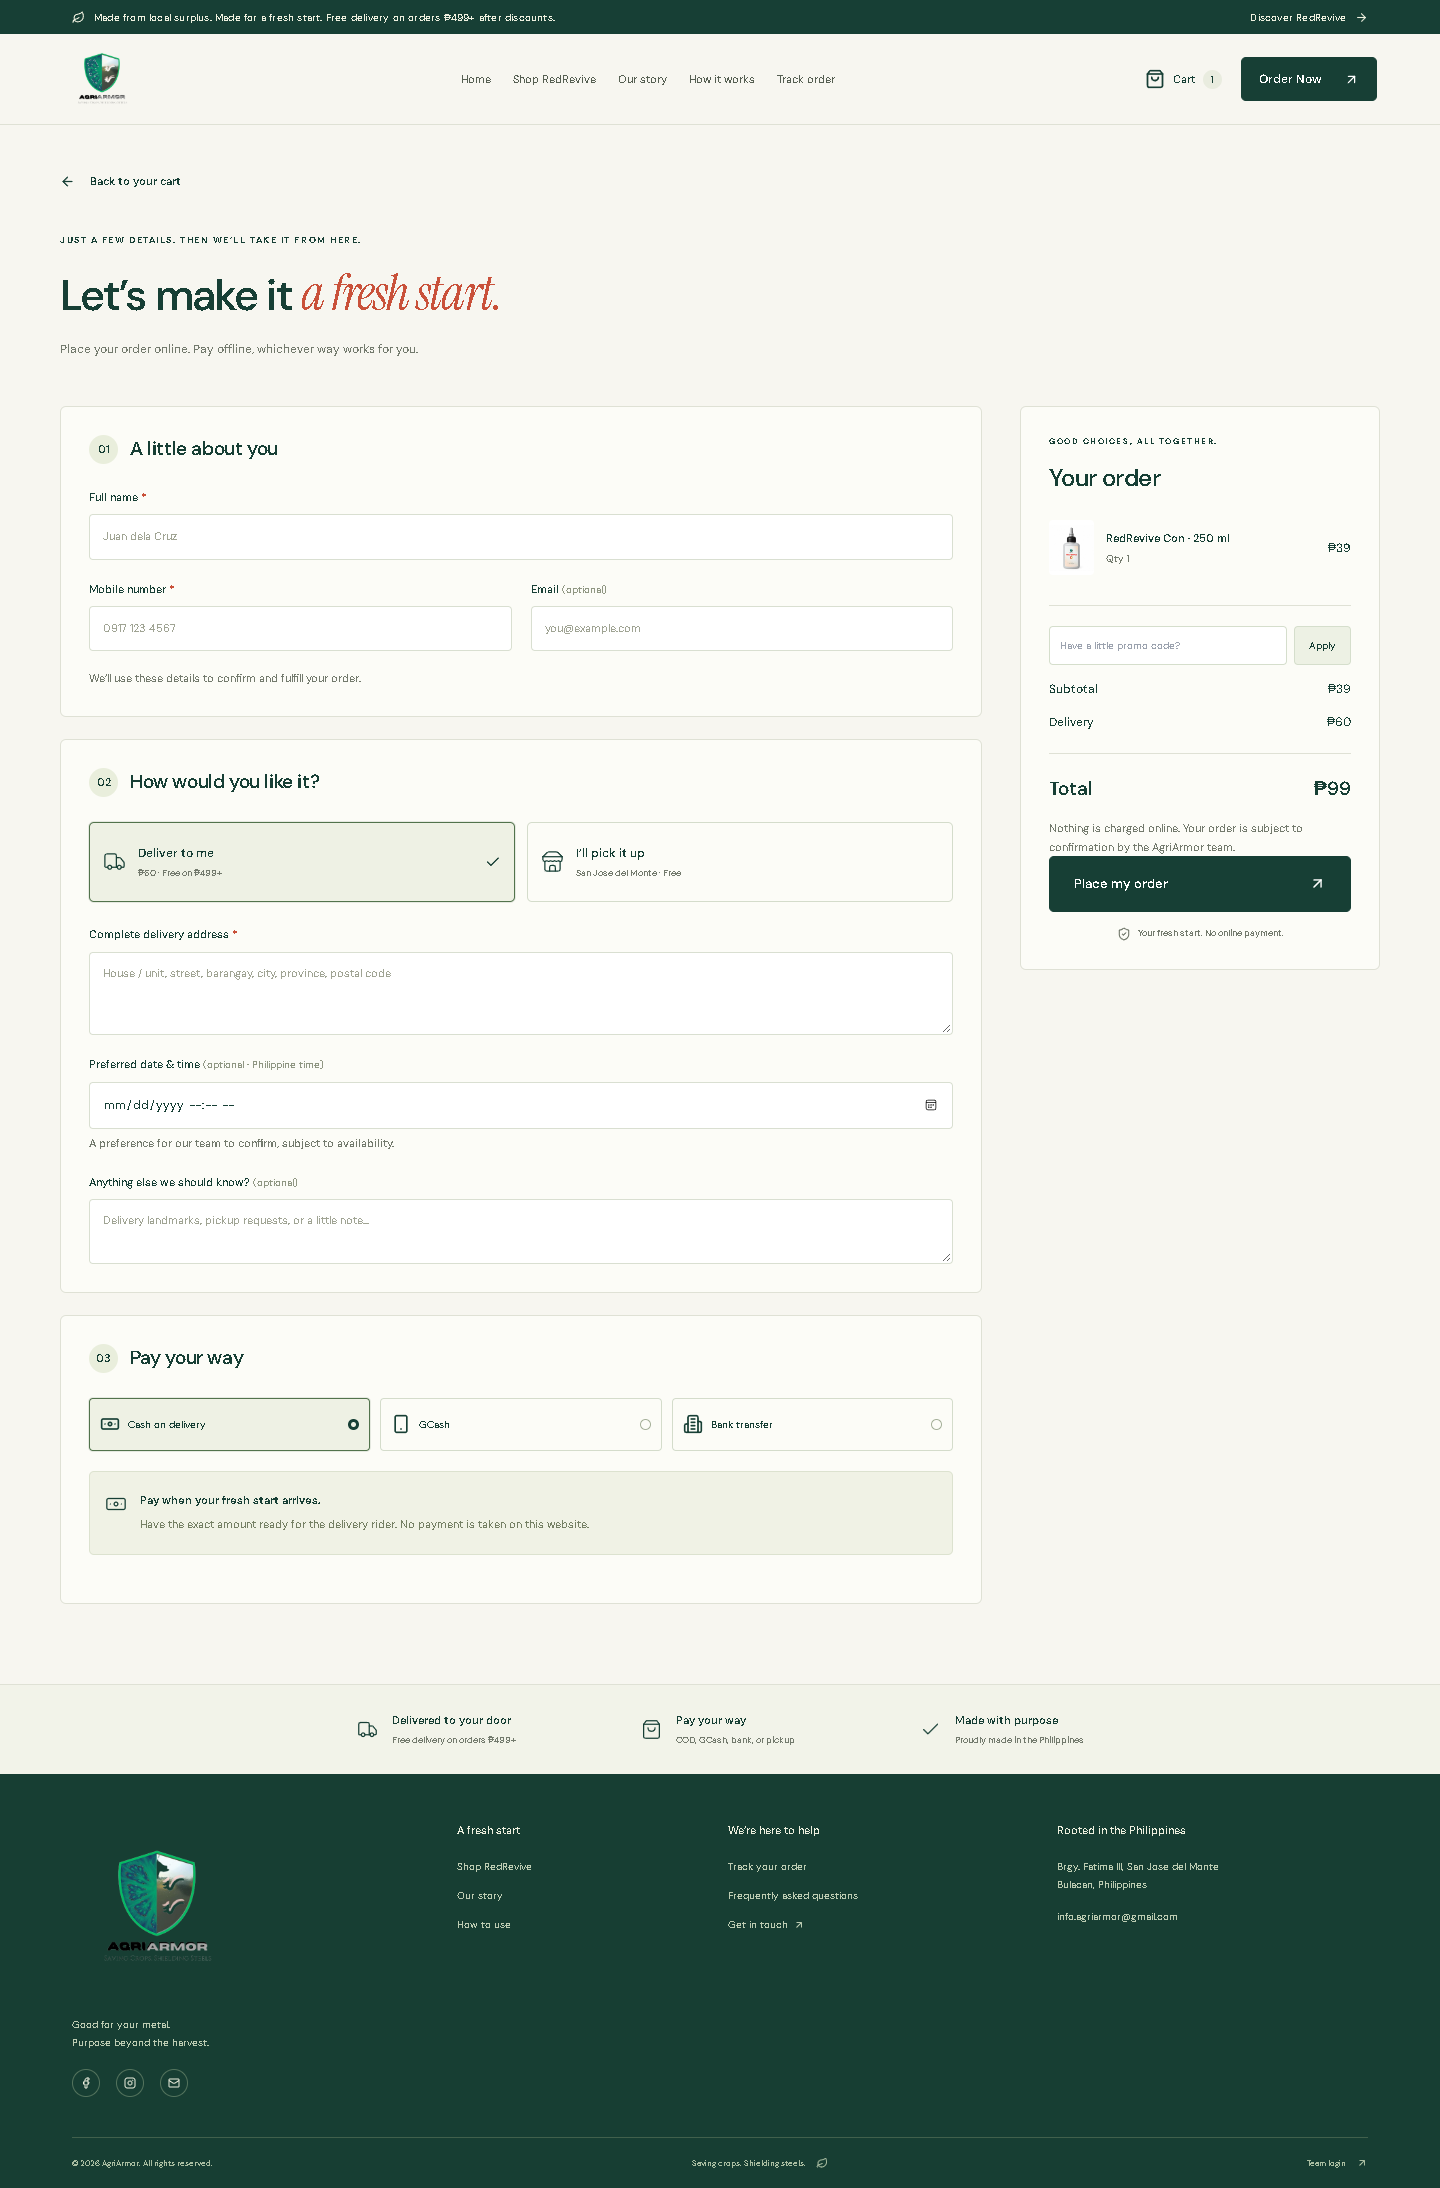 Made from local surplus. Made for a fresh start. Free delivery on orders ₱499+ after discounts.
Discover RedRevive
AGRIARMOR
Home
Shop RedRevive
Our story
How it works
Track order
Cart 1
Order Now
Back to your cart
JUST A FEW DETAILS. THEN WE'LL TAKE IT FROM HERE.
Let's make it a fresh start.
Place your order online. Pay offline, whichever way works for you.
01 A little about you
Full name *
Juan dela Cruz
Mobile number *
Email (optional)
0917 123 4567
you@example.com
We'll use these details to confirm and fulfill your order.
02 How would you like it?
Deliver to me
₱60 · Free on ₱499+
I'll pick it up
San Jose del Monte · Free
Complete delivery address *
House / unit, street, barangay, city, province, postal code
Preferred date & time (optional · Philippine time)
mm/dd/yyyy --:-- --
A preference for our team to confirm, subject to availability.
Anything else we should know? (optional)
Delivery landmarks, pickup requests, or a little note...
03 Pay your way
Cash on delivery
GCash
Bank transfer
Pay when your fresh start arrives.
Have the exact amount ready for the delivery rider. No payment is taken on this website.
GOOD CHOICES, ALL TOGETHER.
Your order
RedRevive Con · 250 ml
Qty 1
₱39
Have a little promo code?
Apply
Subtotal ₱39
Delivery ₱60
Total ₱99
Nothing is charged online. Your order is subject to
confirmation by the AgriArmor team.
Place my order
Your fresh start. No online payment.
Delivered to your door
Free delivery on orders ₱499+
Pay your way
COD, GCash, bank, or pickup
Made with purpose
Proudly made in the Philippines
AGRIARMOR
Good for your metal.
Purpose beyond the harvest.
A fresh start
Shop RedRevive
Our story
How to use
We're here to help
Track your order
Frequently asked questions
Get in touch
Rooted in the Philippines
Brgy. Fatima III, San Jose del Monte
Bulacan, Philippines
info.agriarmor@gmail.com
© 2026 AgriArmor. All rights reserved.
Saving crops. Shielding steels.
Team login